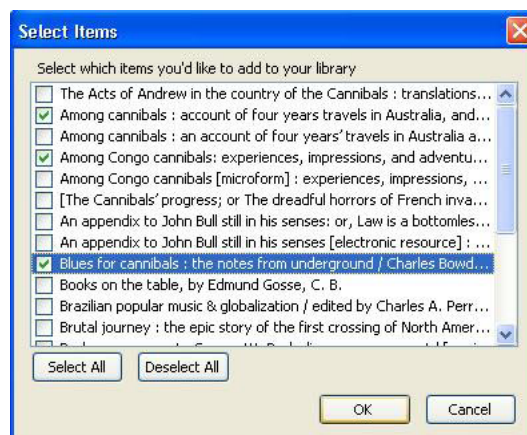 Select Items
Select which items you'd like to add to your library
The Acts of Andrew in the country of the Cannibals : translations...
Among cannibals : account of four years travels in Australia, and...
Among cannibals : an account of four years' travels in Australia a...
Among Congo cannibals: experiences, impressions, and adventu...
Among Congo cannibals [microform] : experiences, impressions, ...
[The Cannibals' progress; or The dreadful horrors of French inva...
An appendix to John Bull still in his senses: or, Law is a bottomles...
An appendix to John Bull still in his senses [electronic resource] : ...
Blues for cannibals : the notes from underground / Charles Bowd...
Books on the table, by Edmund Gosse, C. B.
Brazilian popular music & globalization / edited by Charles A. Perr...
Brutal journey : the epic story of the first crossing of North Amer...
Select All
Deselect All
OK
Cancel